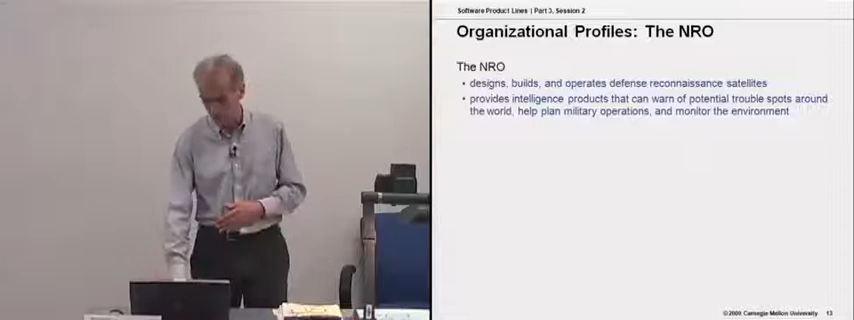 Software Product Lines | Part 3, Session 2
Organizational Profiles: The NRO
The NRO
• designs, builds, and operates defense reconnaissance satellites
• provides intelligence products that can warn of potential trouble spots around
the world, help plan military operations, and monitor the environment
Carnegie Mellon University 13